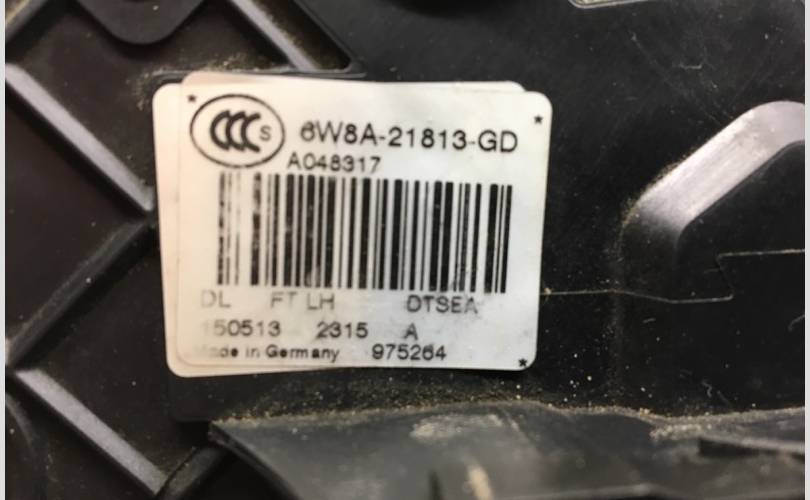 CCC S
6W8A-21813-GD
A048317
DL FT LH DTSEA
150513 2315 A
Made in Germany 975264